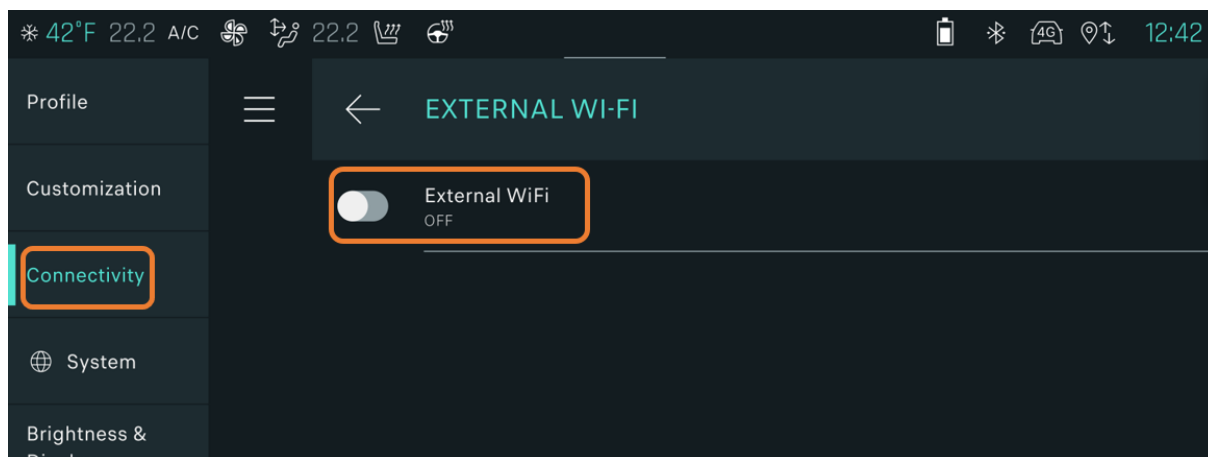 42°F 22.2 A/C 22.2 4G 12:42
Profile
EXTERNAL WI-FI
Customization
External WiFi
OFF
Connectivity
System
Brightness &